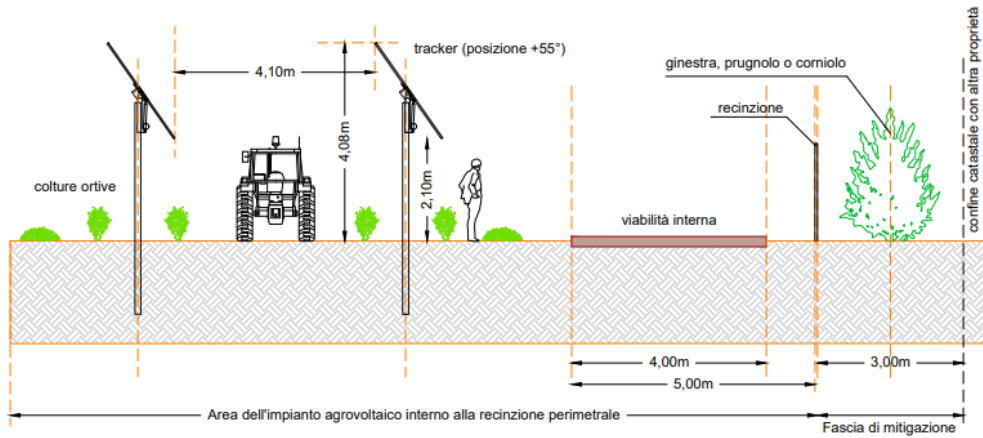 tracker (posizione +55°)
4,10m
4,08m
2,10m
colture ortive
ginestra, prugnolo o corniolo
recinzione
viabilità interna
confine catastale con altra proprietà
4,00m
3,00m
5,00m
Area dell'impianto agrovoltaico interno alla recinzione perimetrale
Fascia di mitigazione